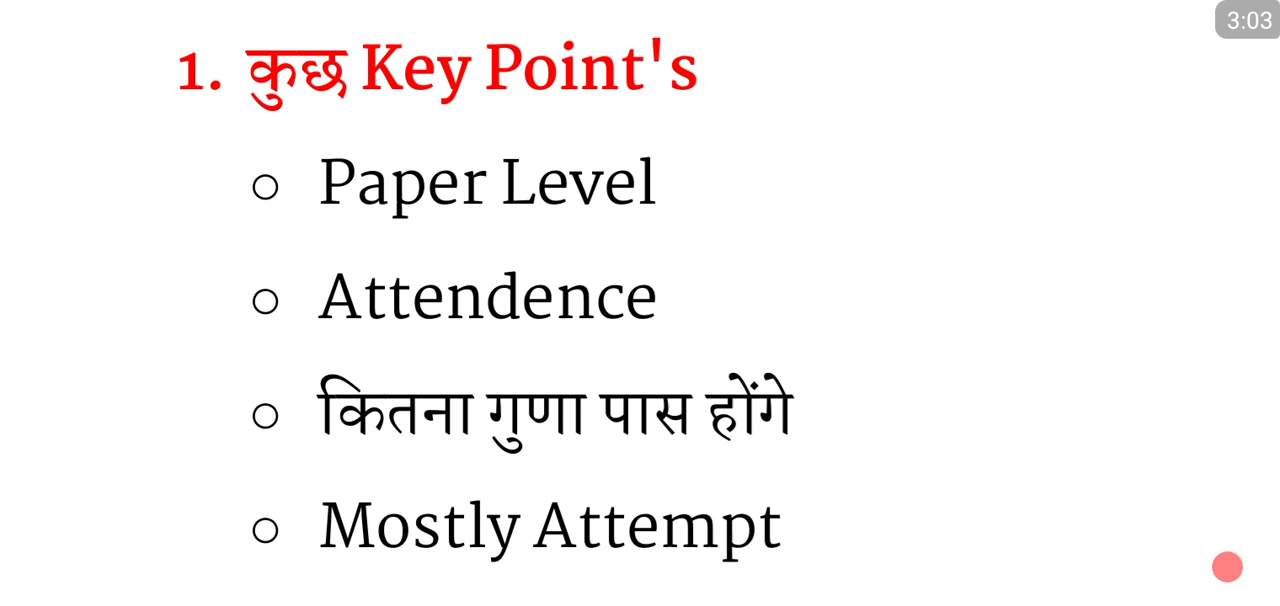 3:03
1. कुछ Key Point's
○ Paper Level
○ Attendence
○ कितना गुणा पास होंगे
○ Mostly Attempt